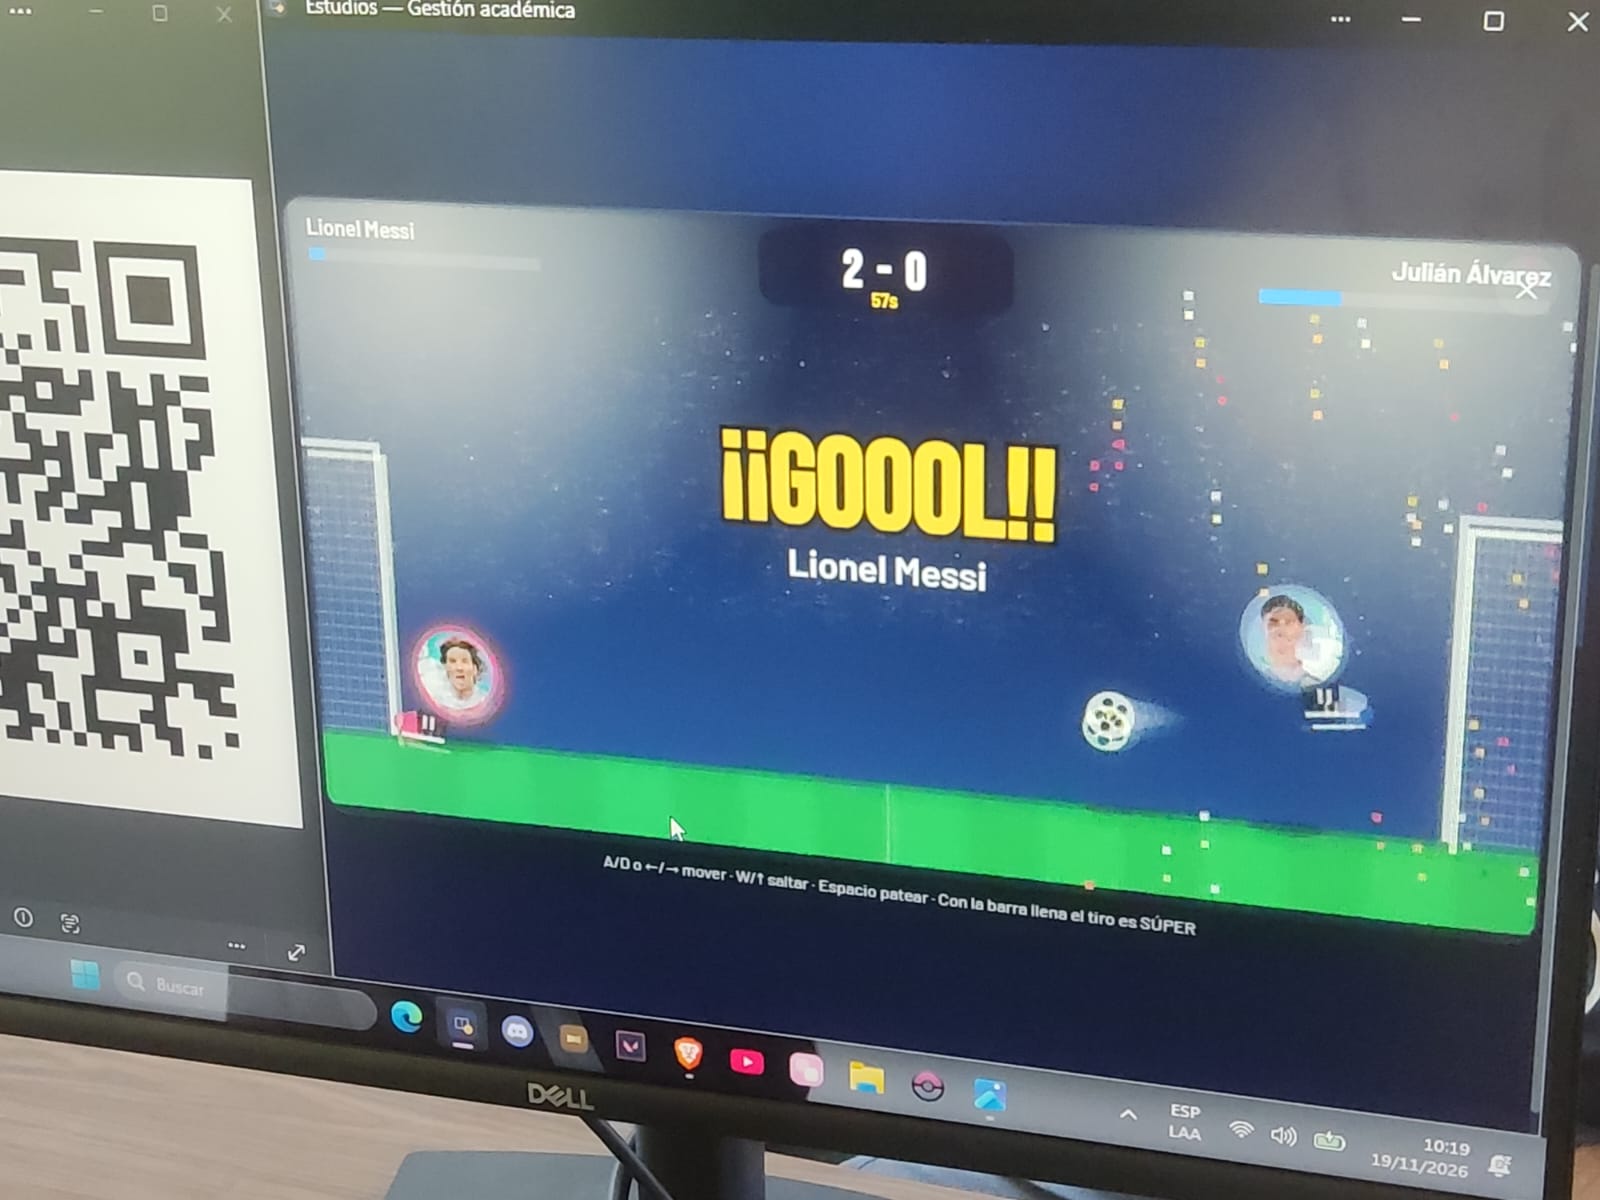 Estudios — Gestión académica
Lionel Messi
2 - 0
57s
Julián Álvarez
¡¡GOOOL!!
Lionel Messi
A/D o ←/→ mover · W/↑ saltar · Espacio patear · Con la barra llena el tiro es SÚPER
Buscar
DELL
ESP
LAA
10:19
19/11/2026